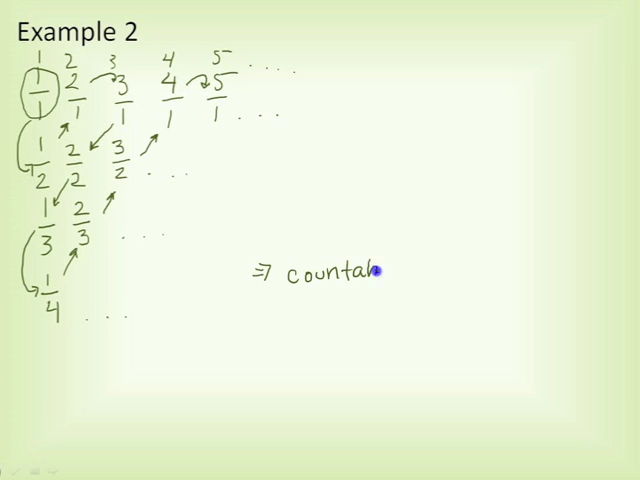 Example 2
1 2 3 4 5 . . . .
1/1 2/1 3/1 4/1 5/1 . . .
1/2 2/2 3/2 . . .
1/3 2/3 . . .
1/4 . . .
⇒ countab